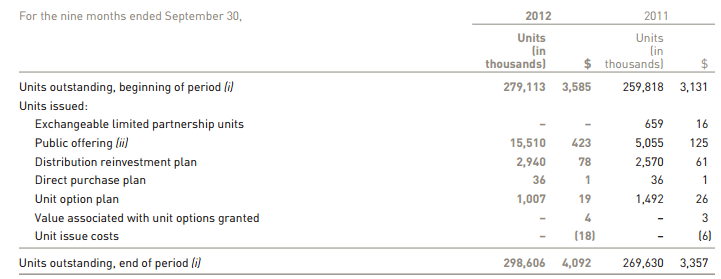 For the nine months ended September 30, 2012 2011
Units Units
(in (in
thousands) $ thousands) $
Units outstanding, beginning of period (i) 279,113 3,585 259,818 3,131
Units issued:
Exchangeable limited partnership units – – 659 16
Public offering (ii) 15,510 423 5,055 125
Distribution reinvestment plan 2,940 78 2,570 61
Direct purchase plan 36 1 36 1
Unit option plan 1,007 19 1,492 26
Value associated with unit options granted – 4 – 3
Unit issue costs – (18) – (6)
Units outstanding, end of period (i) 298,606 4,092 269,630 3,357